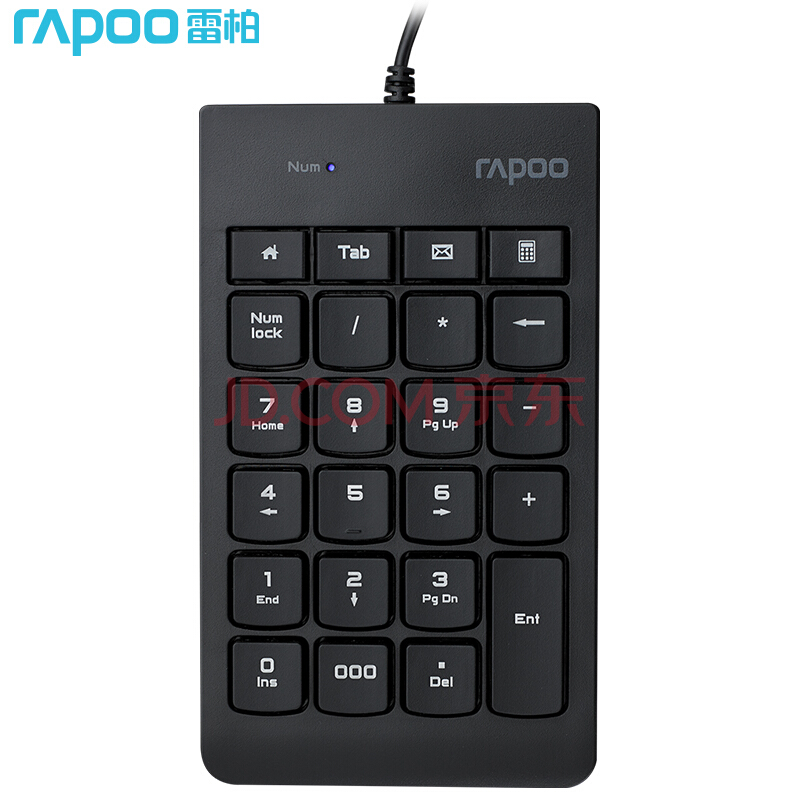 rapoo 雷柏
Num
rapoo
Tab
Num
lock
/
*
←
7
Home
8
↑
9
Pg Up
-
JD.COM 京东
4
←
5
6
→
+
1
End
2
↓
3
Pg Dn
Ent
0
Ins
000
.
Del